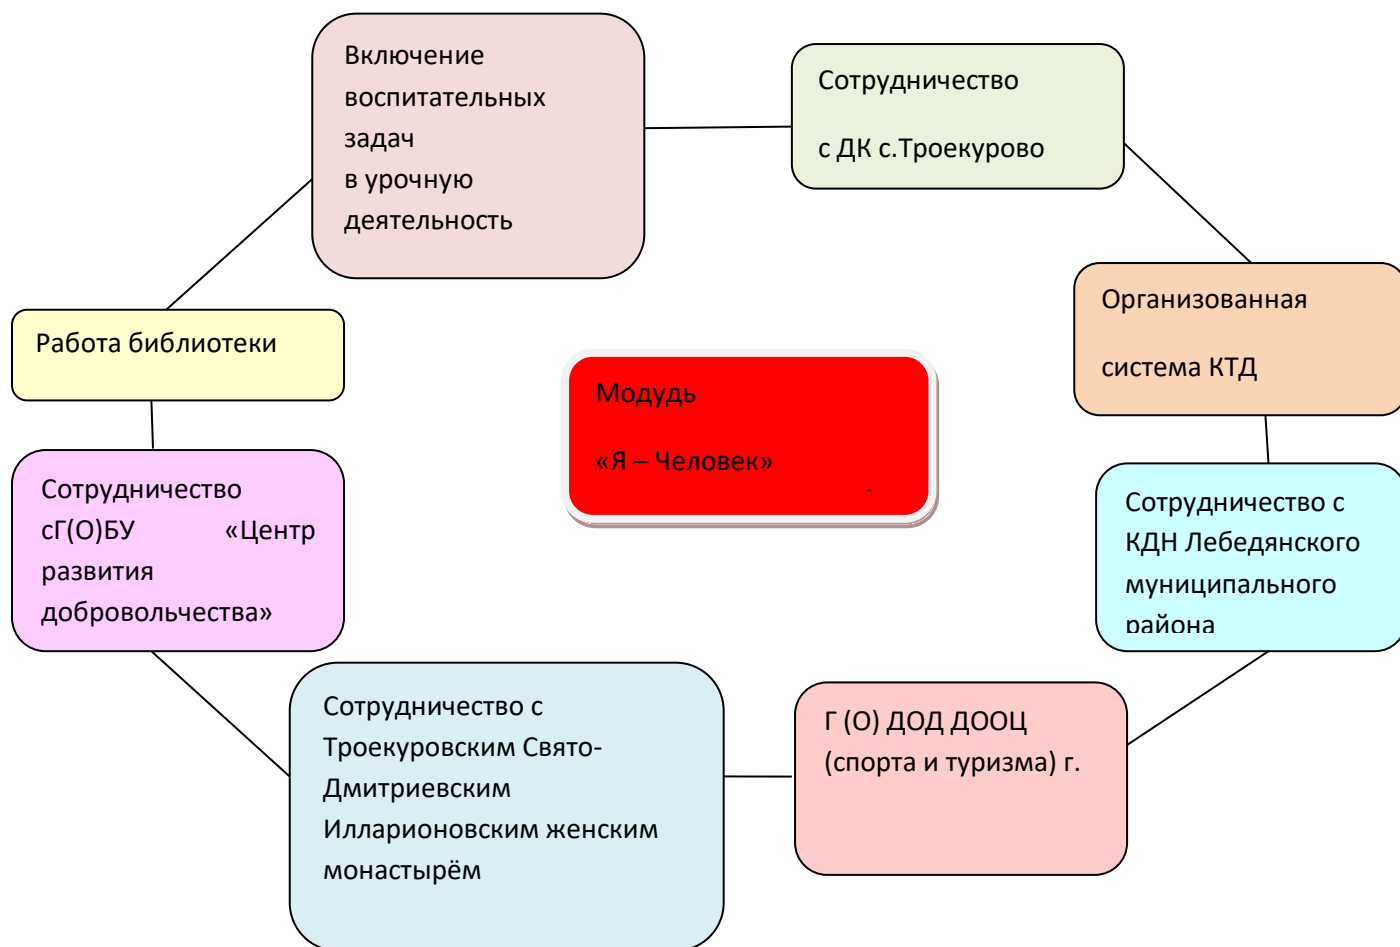 Включение
воспитательных
задач
в урочную
деятельность
Сотрудничество
с ДК с.Троекурово
Организованная
система КТД
Работа библиотеки
Модудь
«Я – Человек»
.
Сотрудничество
сГ(О)БУ «Центр
развития
добровольчества»
Сотрудничество с
КДН Лебедянского
муниципального
района
Сотрудничество с
Троекуровским Свято-
Дмитриевским
Илларионовским женским
монастырём
Г (О) ДОД ДООЦ
(спорта и туризма) г.